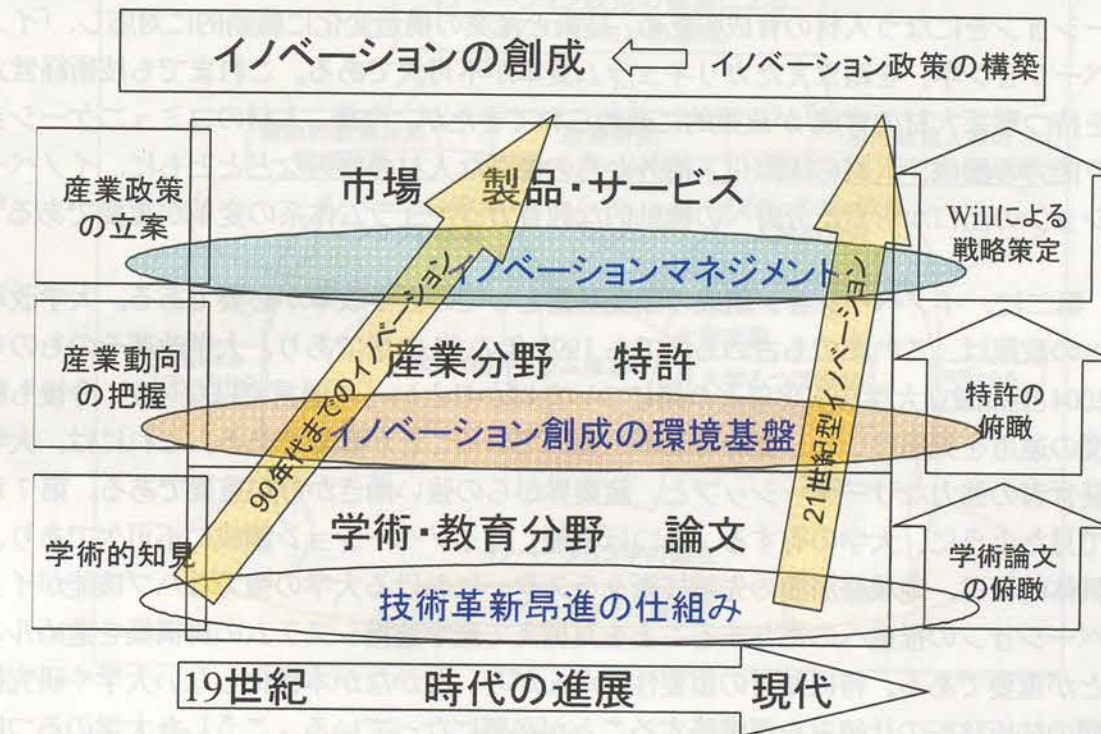 イノベーションの創成 イノベーション政策の構築
産業政策
の立案
市場 製品・サービス
Willによる
戦略策定
イノベーションマネジメント
90年代までのイノベーション
21世紀型イノベーション
産業動向
の把握
産業分野 特許
特許の
俯瞰
イノベーション創成の環境基盤
学術的知見
学術・教育分野 論文
学術論文
の俯瞰
技術革新昂進の仕組み
19世紀 時代の進展 現代